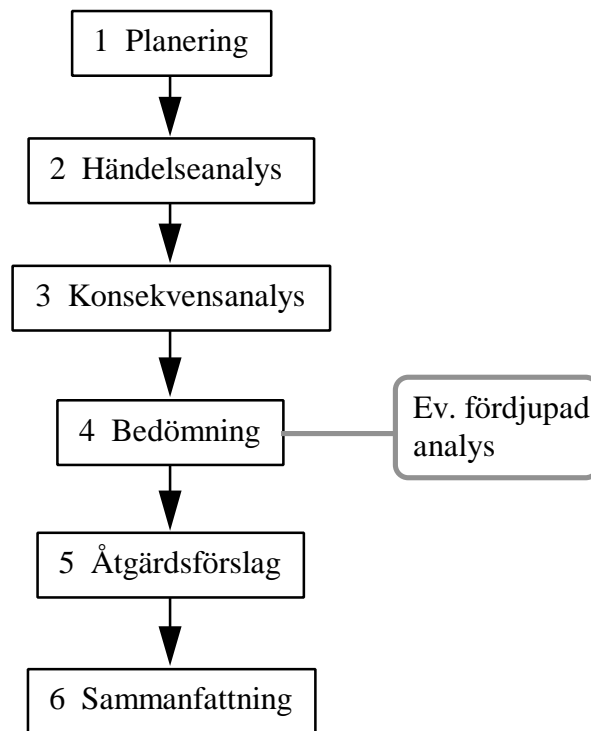 1 Planering
2 Händelseanalys
3 Konsekvensanalys
4 Bedömning
Ev. fördjupad
analys
5 Åtgärdsförslag
6 Sammanfattning